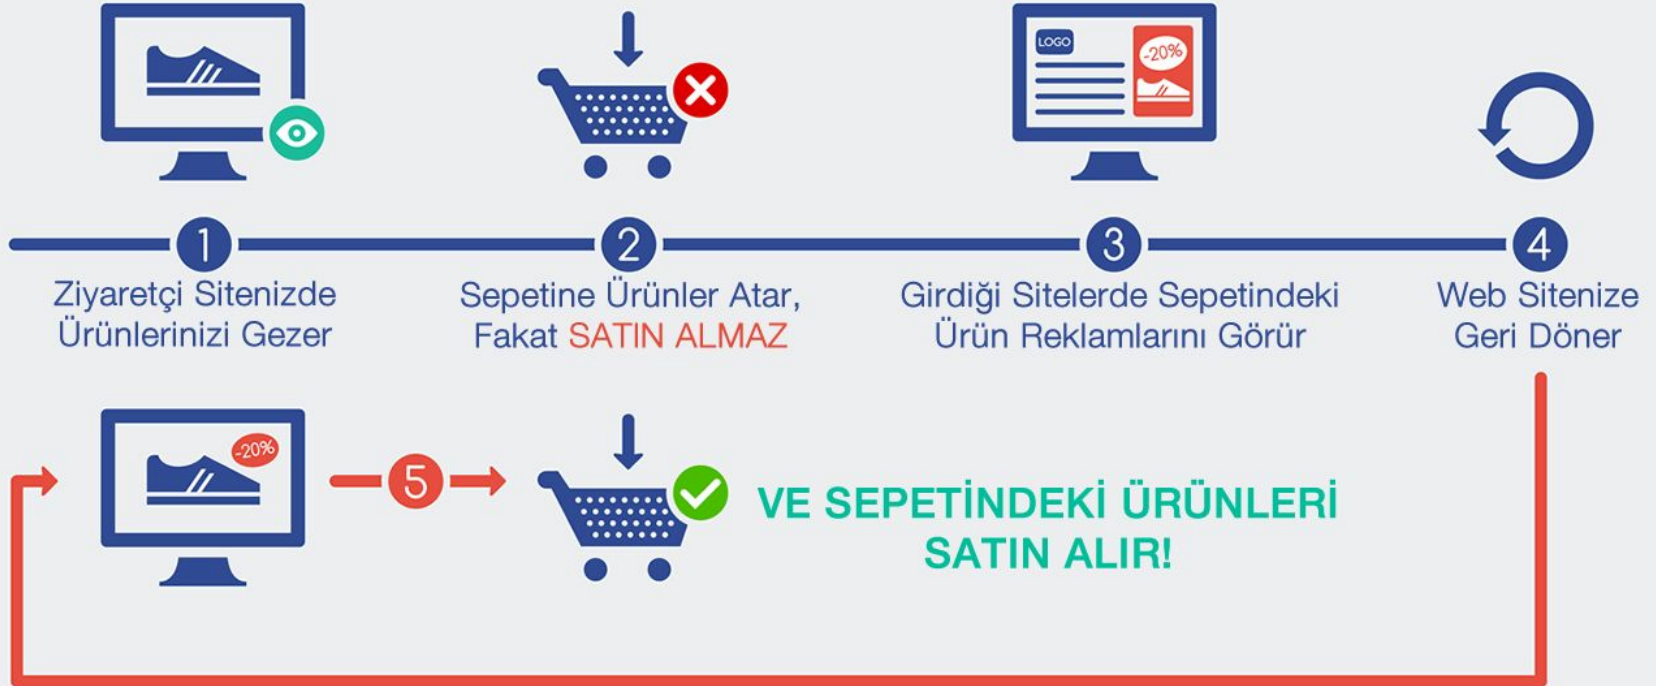 LOGO
-20%
1
2
3
4
Ziyaretçi Sitenizde
Ürünlerinizi Gezer
Sepetine Ürünler Atar,
Fakat SATIN ALMAZ
Girdiği Sitelerde Sepetindeki
Ürün Reklamlarını Görür
Web Sitenize
Geri Döner
-20%
5
VE SEPETİNDEKİ ÜRÜNLERİ
SATIN ALIR!